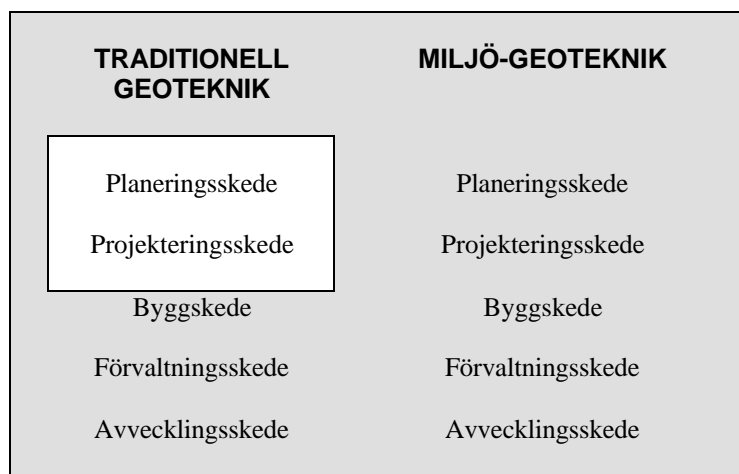 TRADITIONELL
GEOTEKNIK
MILJÖ-GEOTEKNIK
Planeringsskede
Planeringsskede
Projekteringsskede
Projekteringsskede
Byggskede
Byggskede
Förvaltningsskede
Förvaltningsskede
Avvecklingsskede
Avvecklingsskede